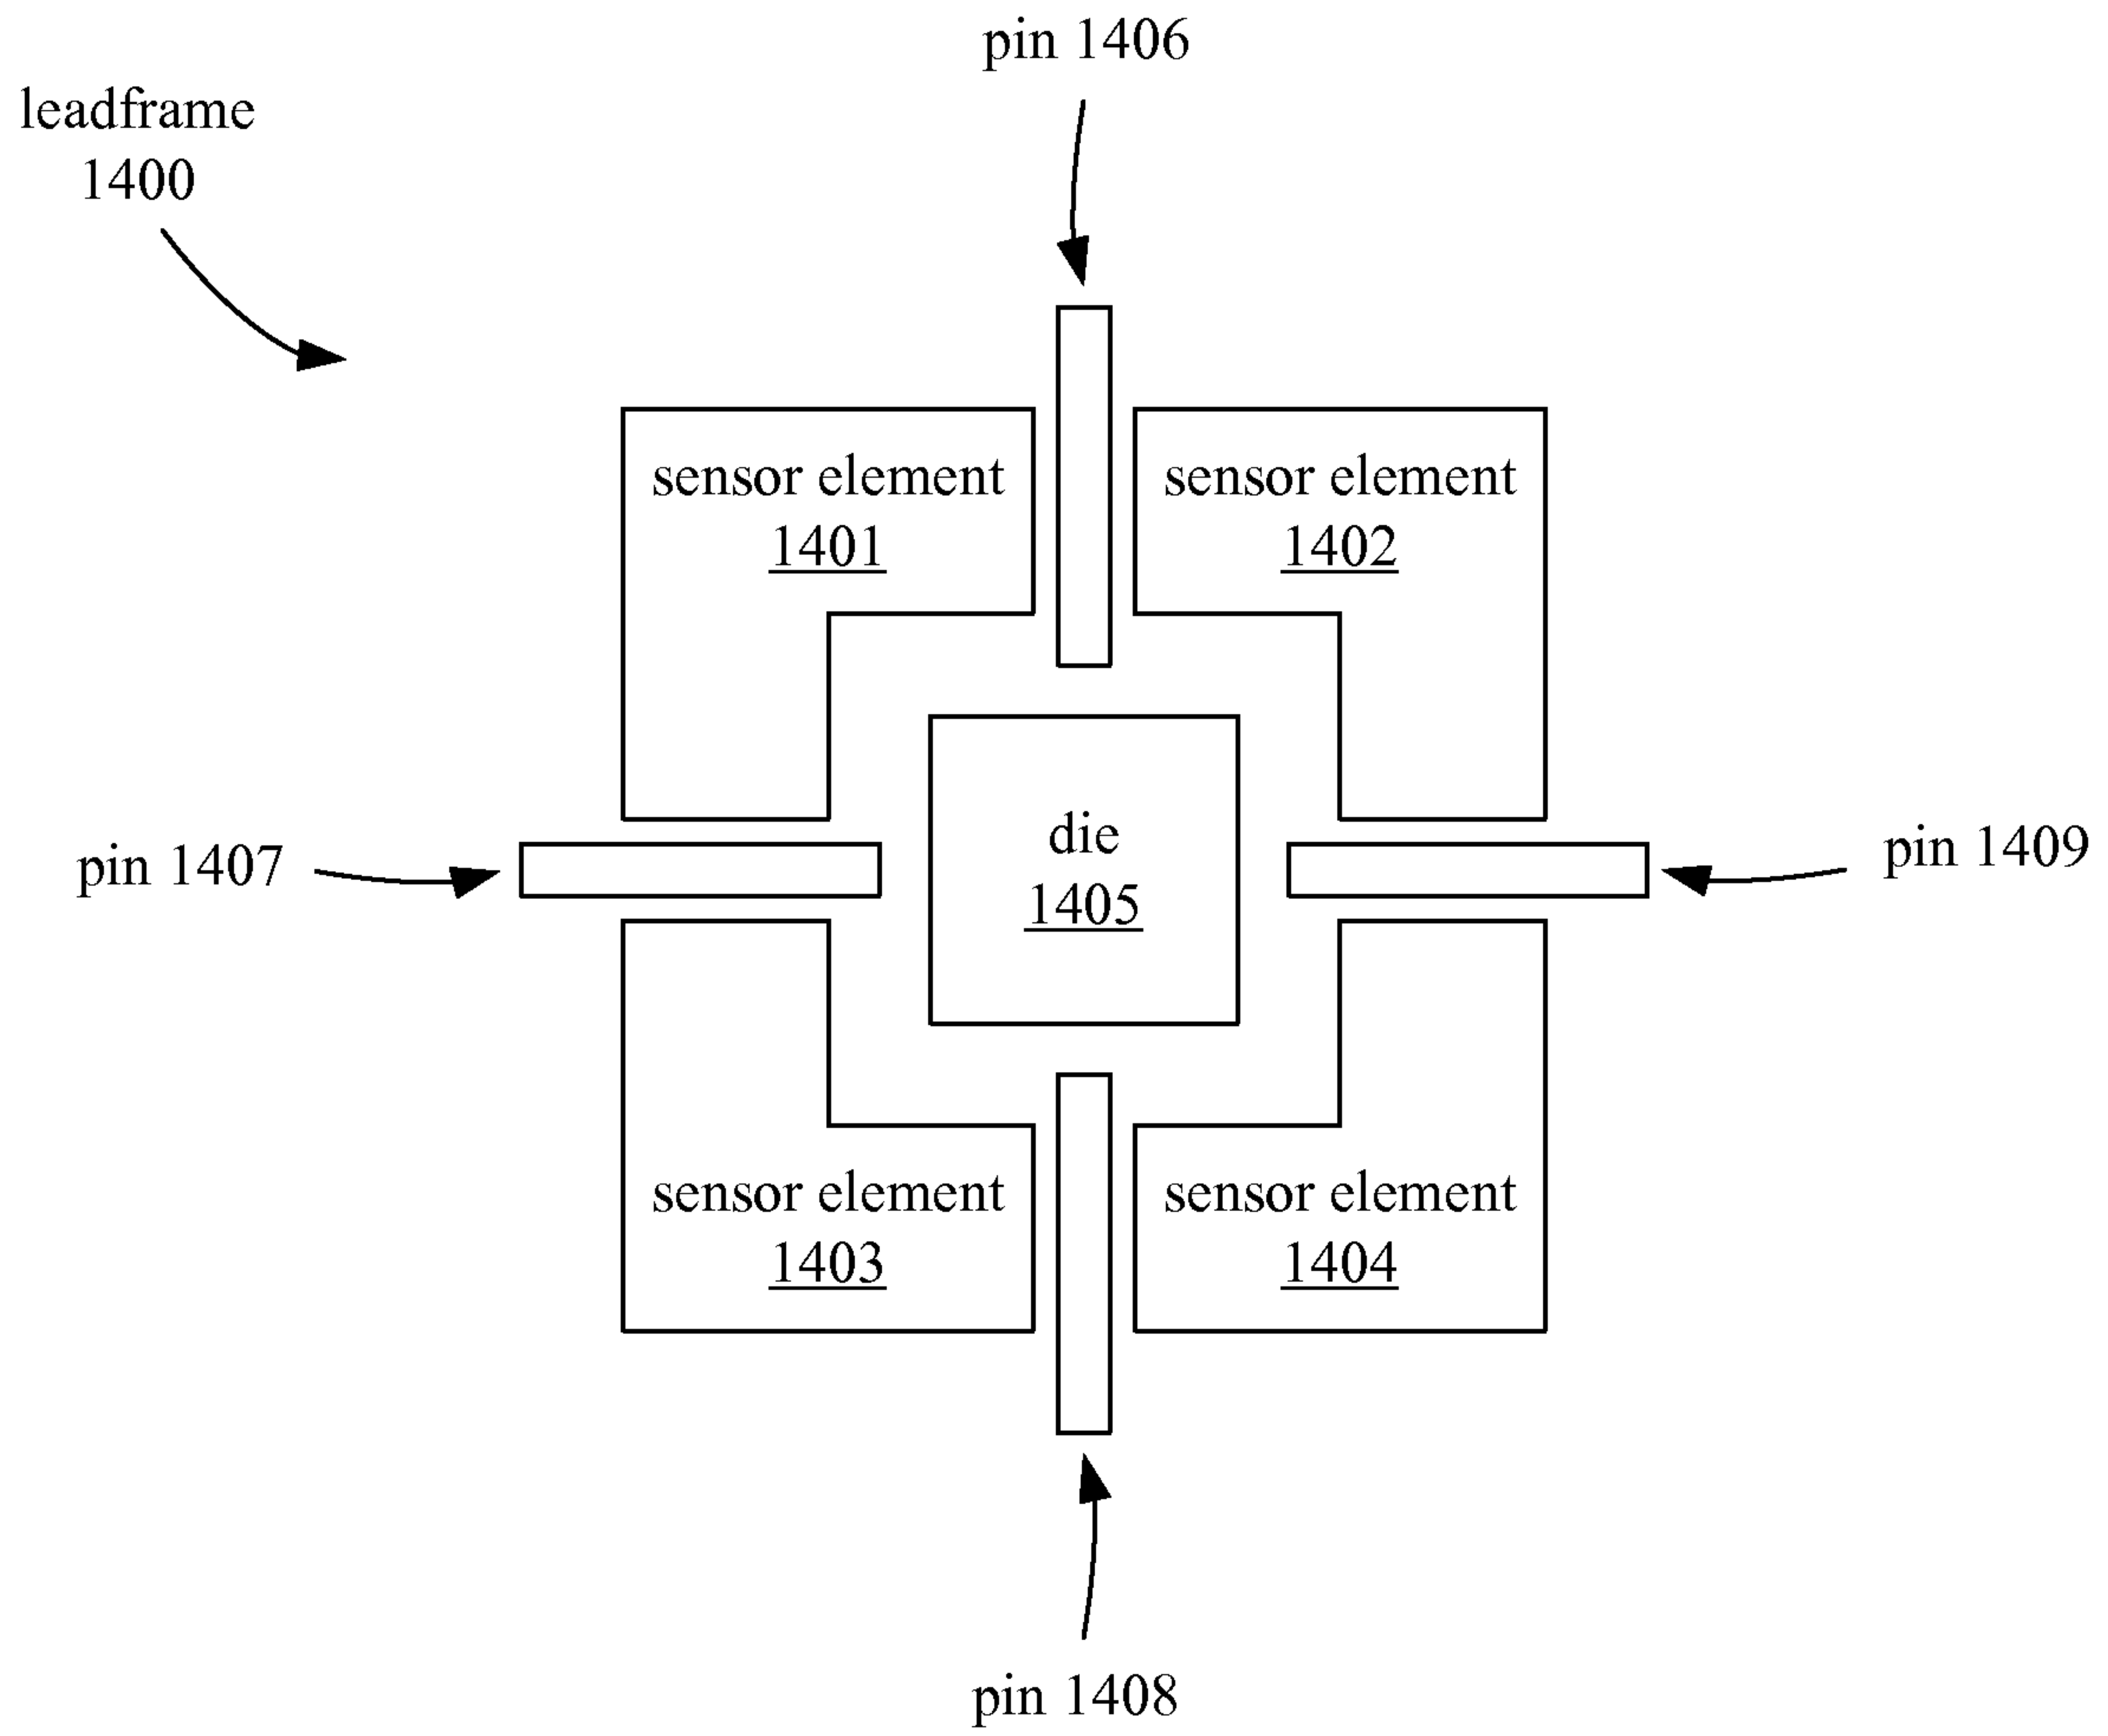 pin 1406
leadframe
1400
sensor element
1401
sensor element
1402
pin 1407
die
1405
pin 1409
sensor element
1403
sensor element
1404
pin 1408